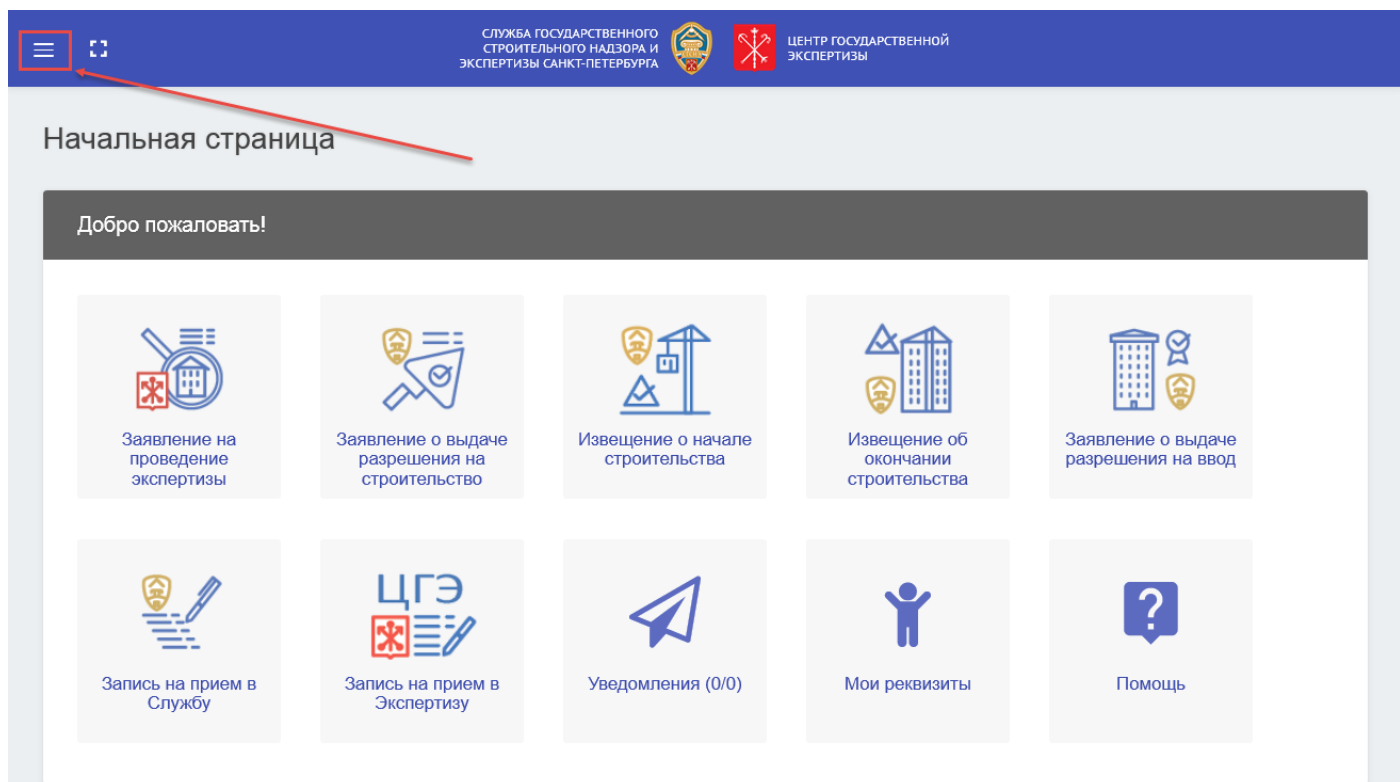 СЛУЖБА ГОСУДАРСТВЕННОГО
СТРОИТЕЛЬНОГО НАДЗОРА И
ЭКСПЕРТИЗЫ САНКТ-ПЕТЕРБУРГА
ЦЕНТР ГОСУДАРСТВЕННОЙ
ЭКСПЕРТИЗЫ
Начальная страница
Добро пожаловать!
Заявление на
проведение
экспертизы
Заявление о выдаче
разрешения на
строительство
Извещение о начале
строительства
Извещение об
окончании
строительства
Заявление о выдаче
разрешения на ввод
Запись на прием в
Службу
ЦГЭ
Запись на прием в
Экспертизу
Уведомления (0/0)
Мои реквизиты
Помощь